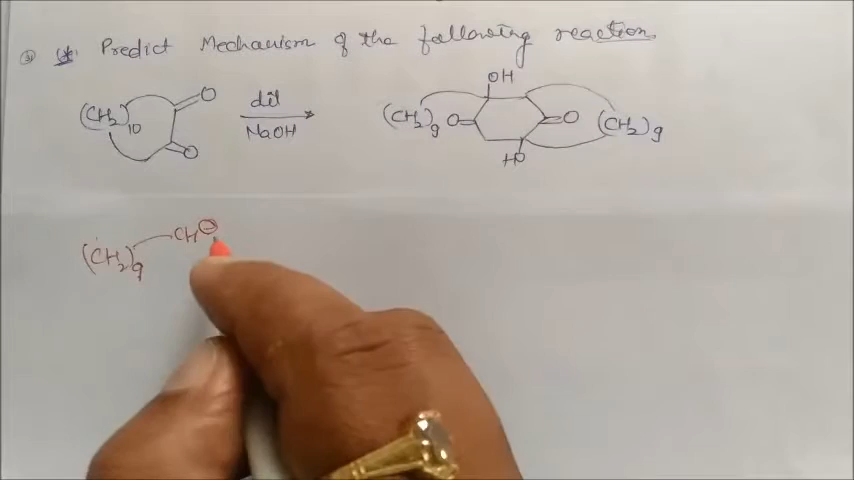 ③ Q: Predict Mechanism of the following reaction.
(CH2)10 O O dil NaOH OH (CH2)9 O O (CH2)9 HO
(CH2)9 CH⊖